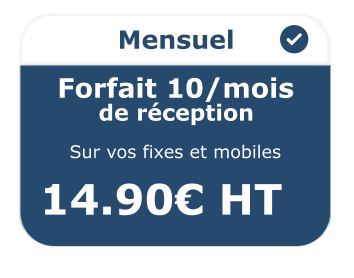 Mensuel
Forfait 10/mois
de réception
Sur vos fixes et mobiles
14.90€ HT